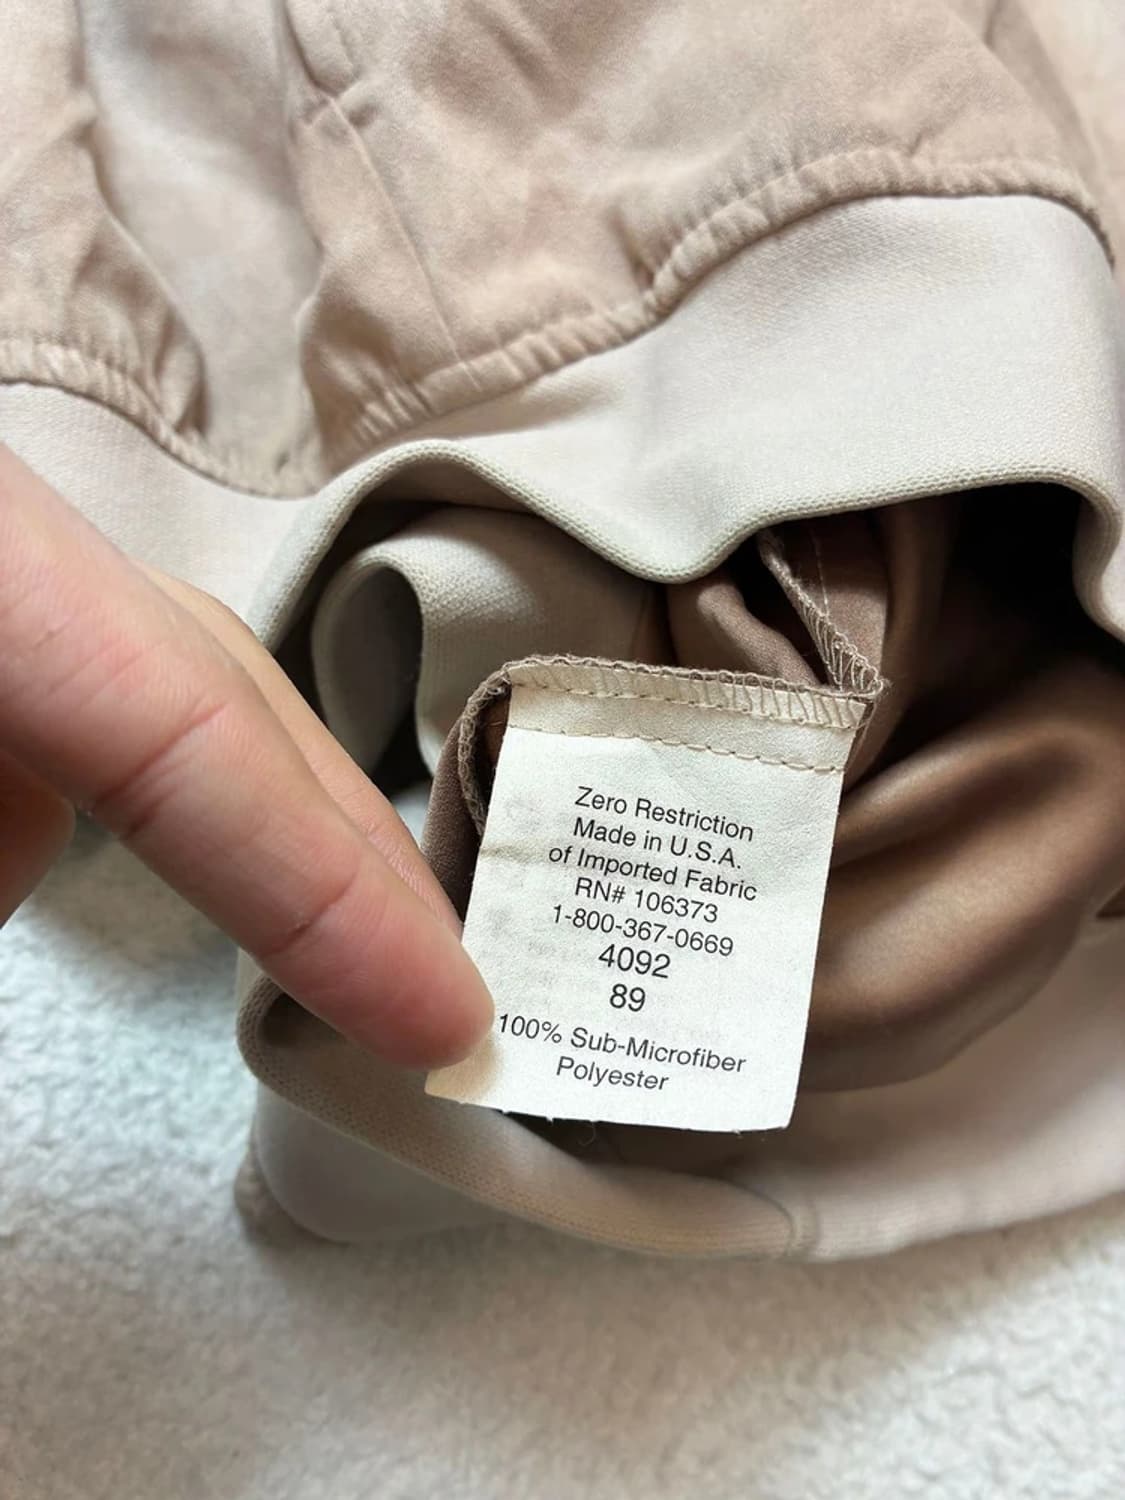 Zero Restriction
Made in U.S.A.
of Imported Fabric
RN# 106373
1-800-367-0669
4092
89
100% Sub-Microfiber
Polyester